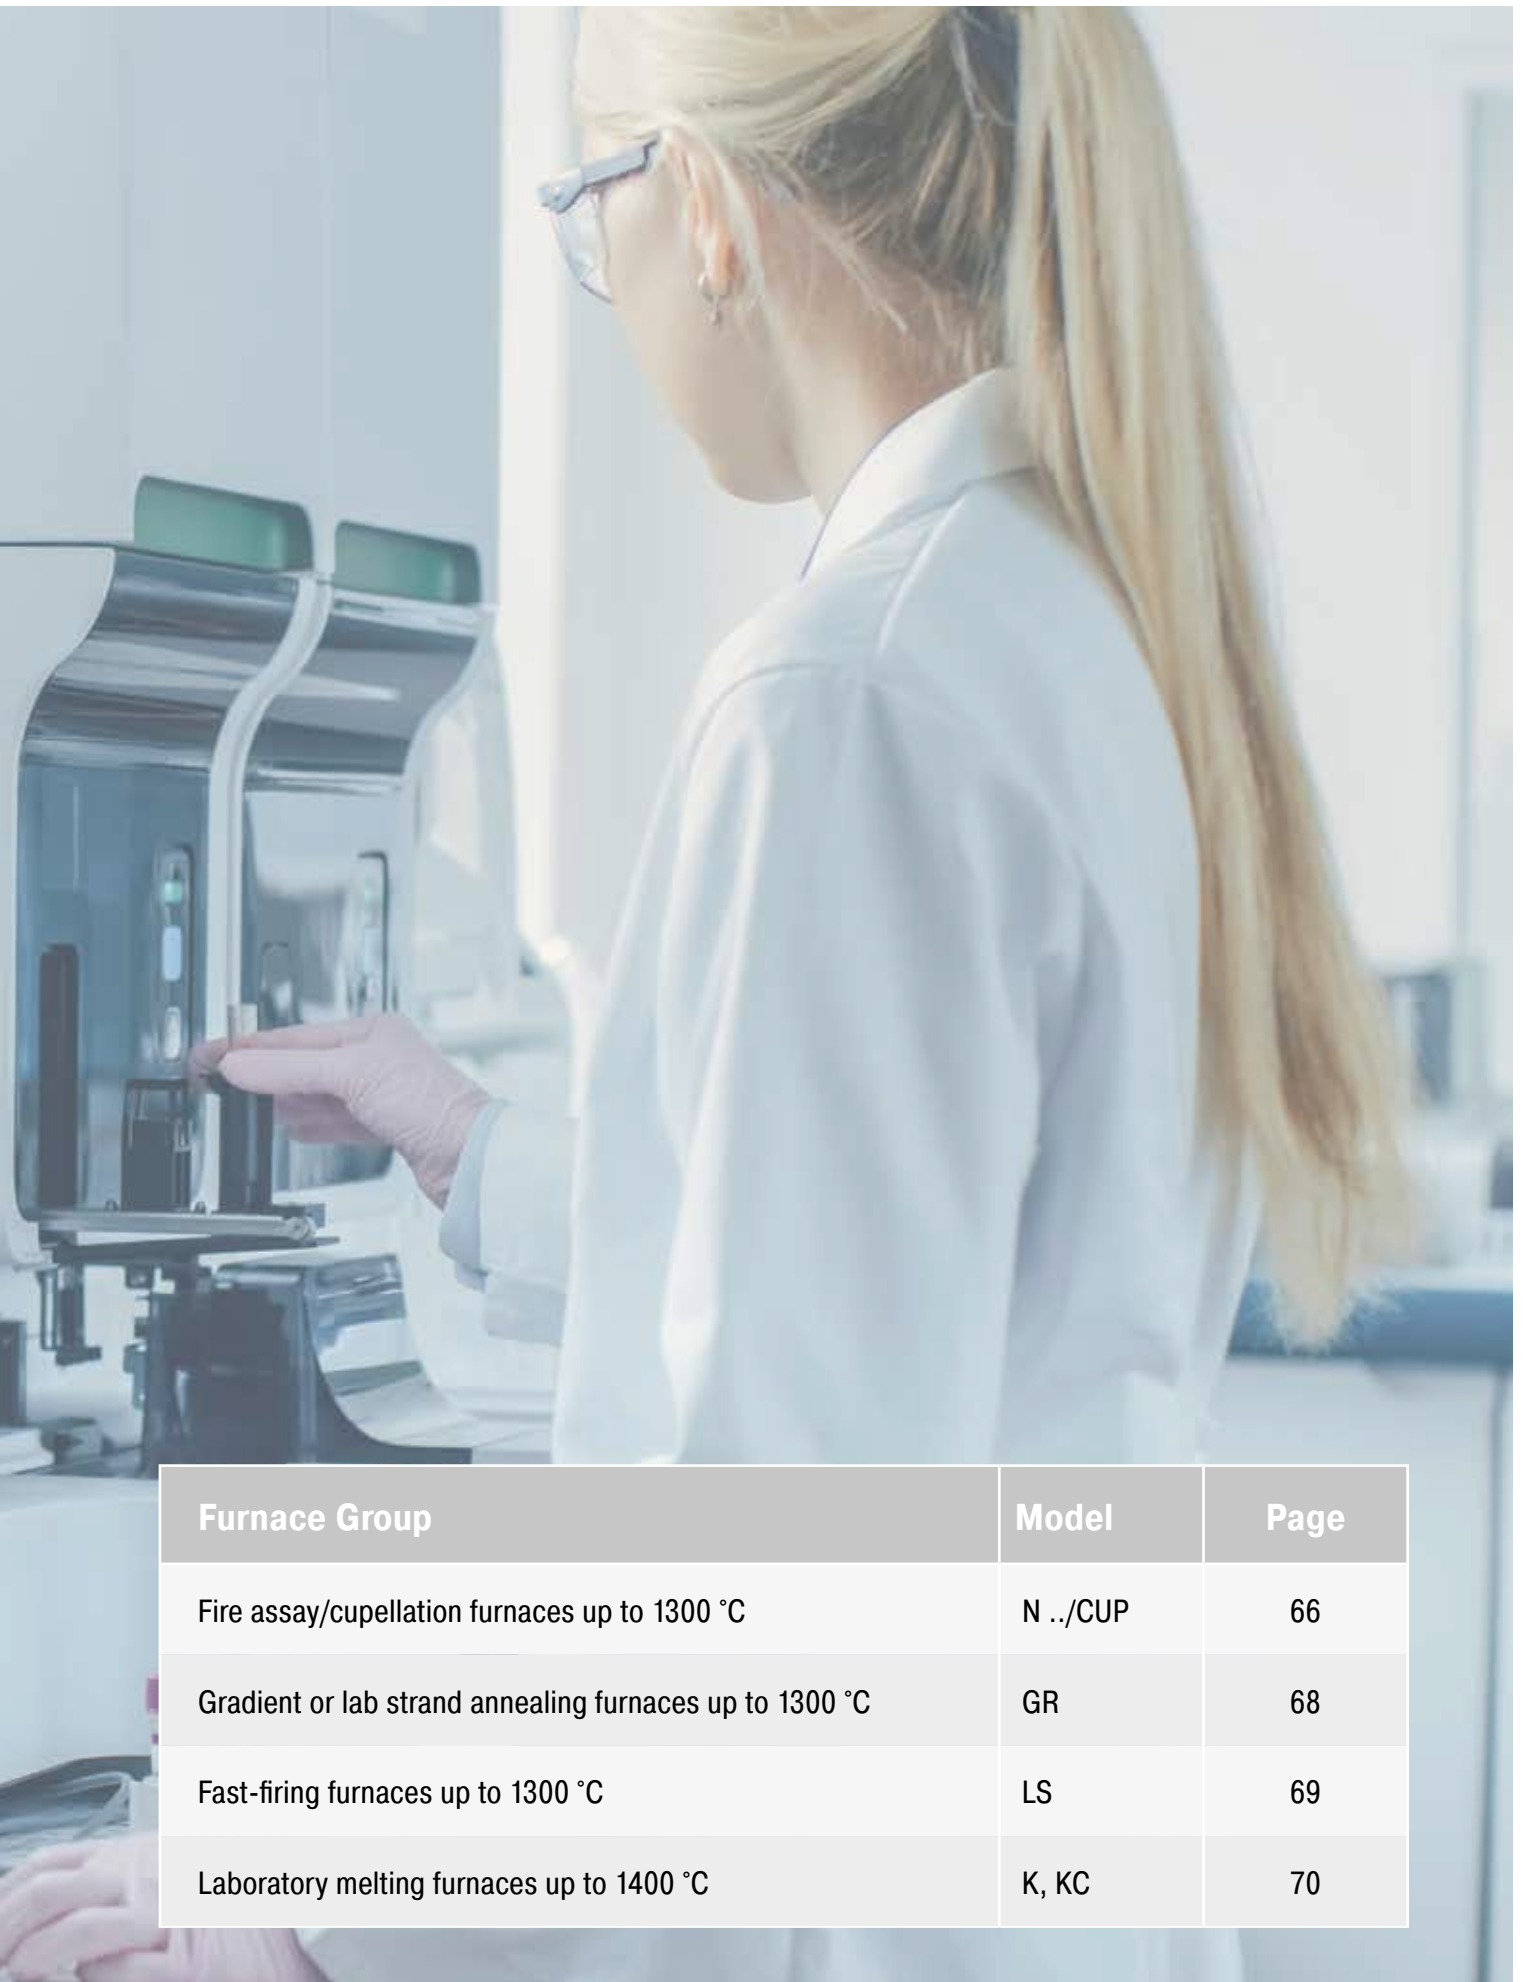 Furnace Group Model Page
Fire assay/cupellation furnaces up to 1300 °C N ../CUP 66
Gradient or lab strand annealing furnaces up to 1300 °C GR 68
Fast-firing furnaces up to 1300 °C LS 69
Laboratory melting furnaces up to 1400 °C K, KC 70